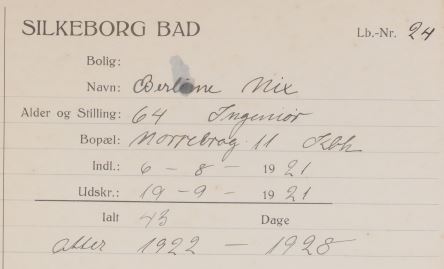 SILKEBORG BAD Lb.-Nr. 24
Bolig:
Navn: Berline Nix
Alder og Stilling: 64 Ingeniør
Bopæl: Nørrebrog. 11 Kbh
Indl.: 6 - 8 - 1921
Udskr.: 19 - 9 - 1921
Ialt 43 Dage
atter 1922 - 1928